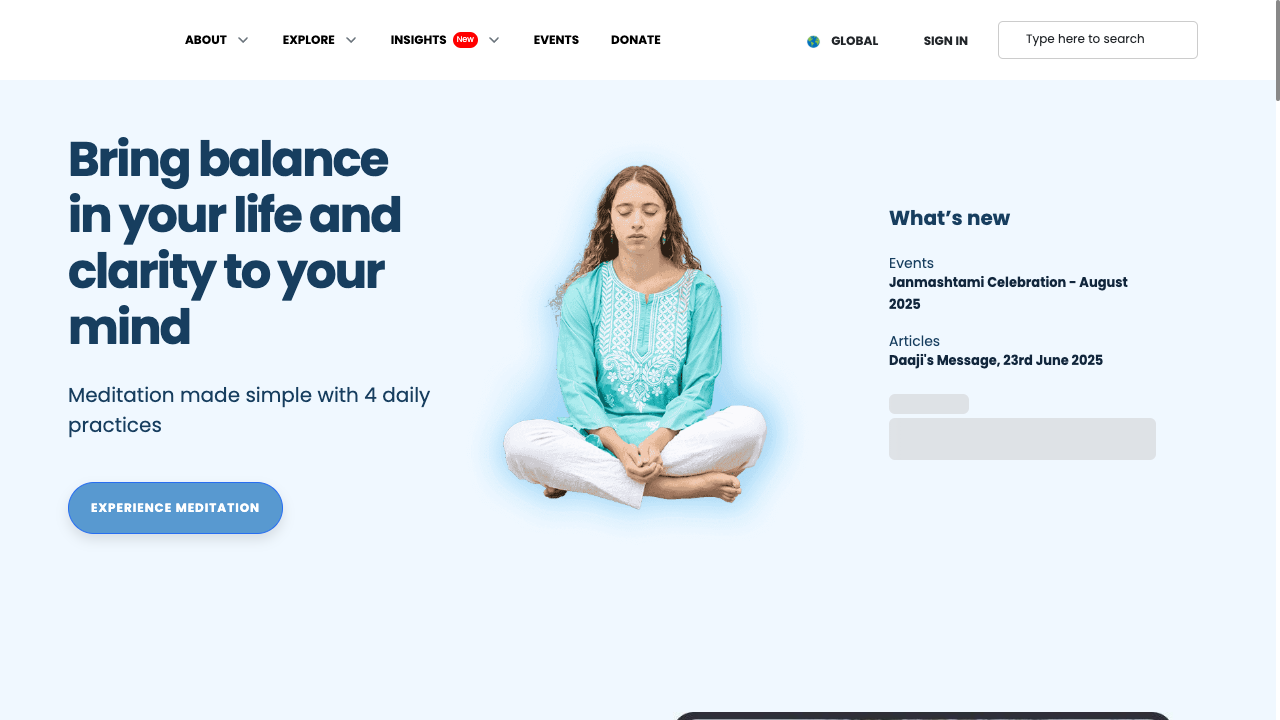 ABOUT
EXPLORE
INSIGHTS New
EVENTS
DONATE
GLOBAL
SIGN IN
Type here to search
Bring balance
in your life and
clarity to your
mind
Meditation made simple with 4 daily
practices
EXPERIENCE MEDITATION
What’s new
Events
Janmashtami Celebration - August
2025
Articles
Daaji's Message, 23rd June 2025